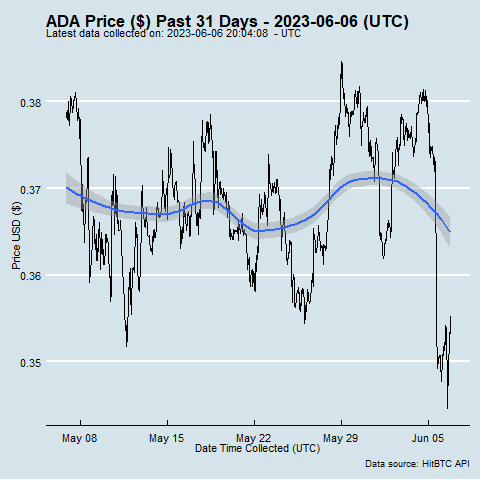 ADA Price ($) Past 31 Days - 2023-06-06 (UTC)
Latest data collected on: 2023-06-06 20:04:08 - UTC
0.38
0.37
0.36
0.35
Price USD ($)
May 08 May 15 May 22 May 29 Jun 05
Date Time Collected (UTC)
Data source: HitBTC API